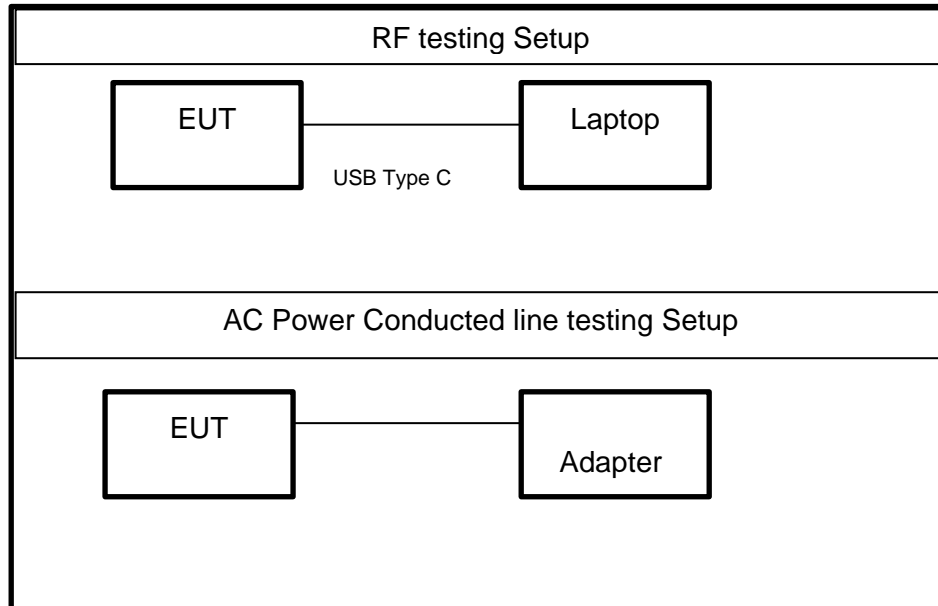 RF testing Setup
EUT
Laptop
USB Type C
AC Power Conducted line testing Setup
EUT
Adapter